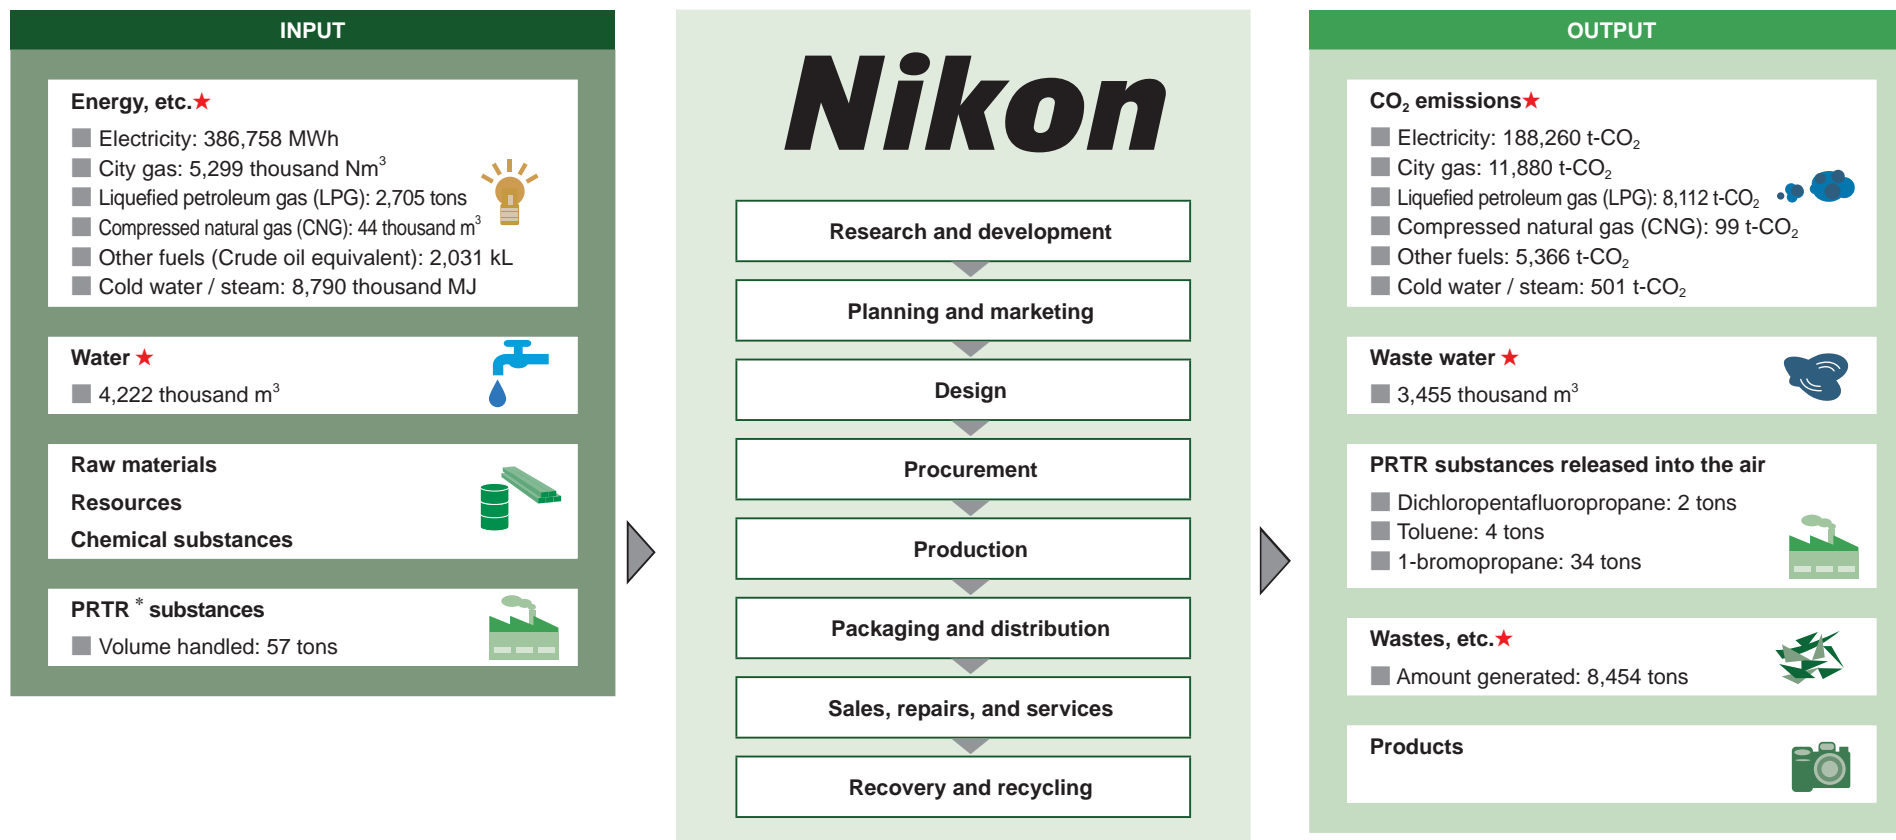 INPUT
Energy, etc.★
Electricity: 386,758 MWh
City gas: 5,299 thousand Nm³
Liquefied petroleum gas (LPG): 2,705 tons
Compressed natural gas (CNG): 44 thousand m³
Other fuels (Crude oil equivalent): 2,031 kL
Cold water / steam: 8,790 thousand MJ
Water ★
4,222 thousand m³
Raw materials
Resources
Chemical substances
PRTR * substances
Volume handled: 57 tons
Nikon
Research and development
Planning and marketing
Design
Procurement
Production
Packaging and distribution
Sales, repairs, and services
Recovery and recycling
OUTPUT
CO₂ emissions★
Electricity: 188,260 t-CO₂
City gas: 11,880 t-CO₂
Liquefied petroleum gas (LPG): 8,112 t-CO₂
Compressed natural gas (CNG): 99 t-CO₂
Other fuels: 5,366 t-CO₂
Cold water / steam: 501 t-CO₂
Waste water ★
3,455 thousand m³
PRTR substances released into the air
Dichloropentafluoropropane: 2 tons
Toluene: 4 tons
1-bromopropane: 34 tons
Wastes, etc.★
Amount generated: 8,454 tons
Products